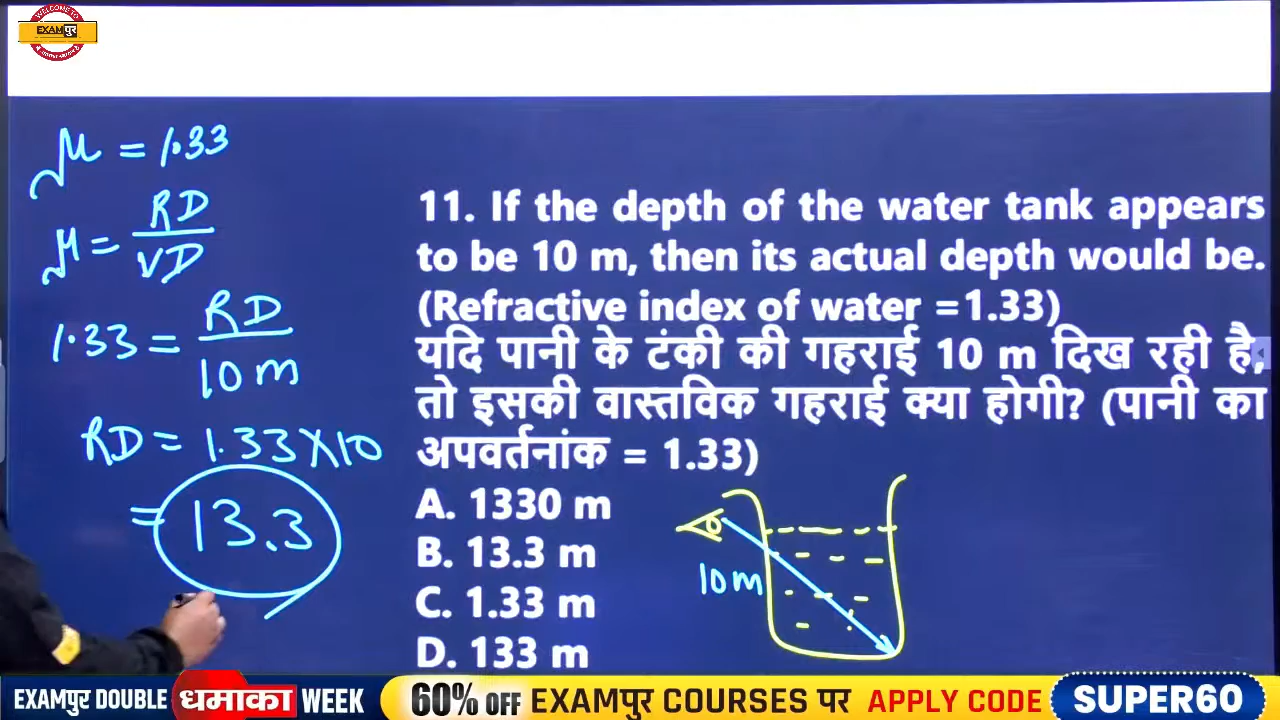 WELCOME TO
EXAMपुर
μ = 1.33
μ = RD
VD
1.33 = RD
10 m
RD = 1.33 × 10
= 13.3
11. If the depth of the water tank appears
to be 10 m, then its actual depth would be.
(Refractive index of water =1.33)
यदि पानी के टंकी की गहराई 10 m दिख रही है,
तो इसकी वास्तविक गहराई क्या होगी? (पानी का
अपवर्तनांक = 1.33)
A. 1330 m
B. 13.3 m
C. 1.33 m
D. 133 m
10 m
EXAMपुर DOUBLE धमाका WEEK
60% OFF EXAMपुर COURSES पर APPLY CODE SUPER60